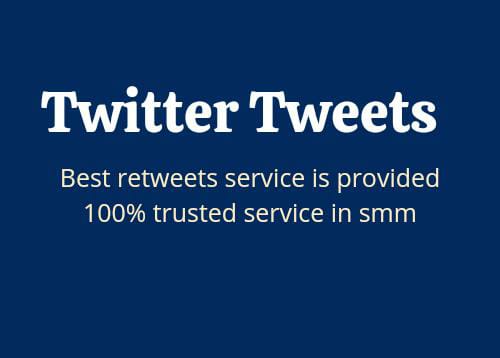 Twitter Tweets
Best retweets service is provided
100% trusted service in smm